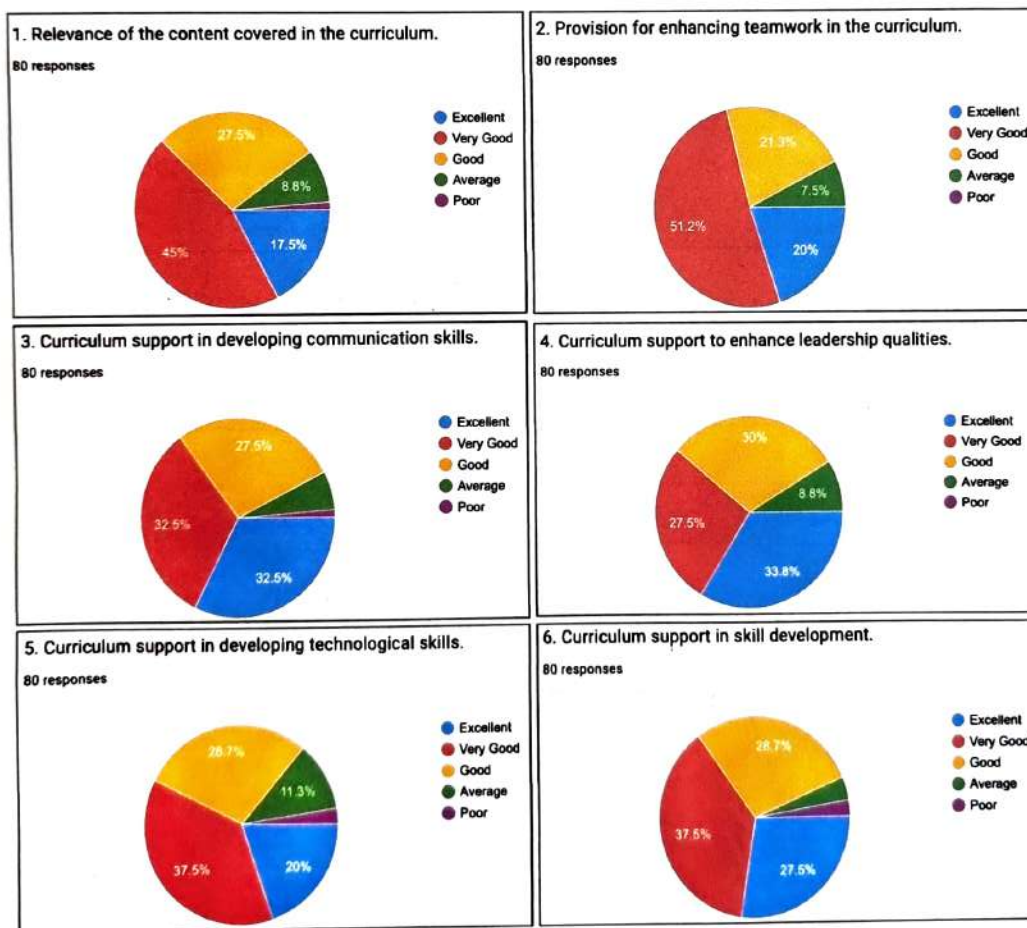 1. Relevance of the content covered in the curriculum.
80 responses
27.5%
8.8%
45%
17.5%
Excellent
Very Good
Good
Average
Poor
2. Provision for enhancing teamwork in the curriculum.
80 responses
21.3%
7.5%
51.2%
20%
Excellent
Very Good
Good
Average
Poor
3. Curriculum support in developing communication skills.
80 responses
27.5%
32.5%
32.5%
Excellent
Very Good
Good
Average
Poor
4. Curriculum support to enhance leadership qualities.
80 responses
30%
8.8%
27.5%
33.8%
Excellent
Very Good
Good
Average
Poor
5. Curriculum support in developing technological skills.
80 responses
28.7%
11.3%
37.5%
20%
Excellent
Very Good
Good
Average
Poor
6. Curriculum support in skill development.
80 responses
28.7%
37.5%
27.5%
Excellent
Very Good
Good
Average
Poor